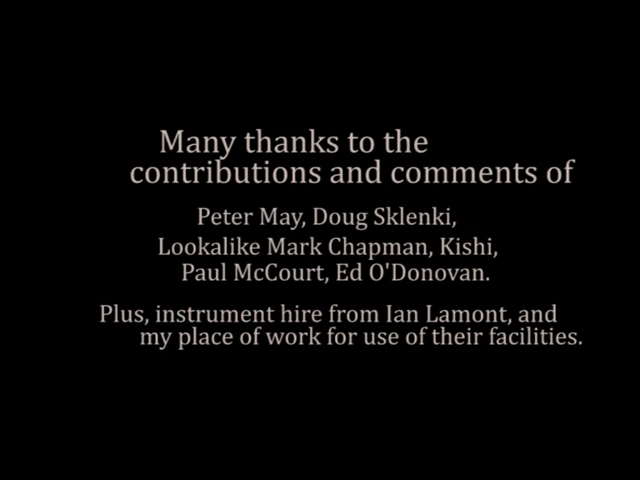 Many thanks to the
contributions and comments of
Peter May, Doug Sklenki,
Lookalike Mark Chapman, Kishi,
Paul McCourt, Ed O'Donovan.
Plus, instrument hire from Ian Lamont, and
my place of work for use of their facilities.